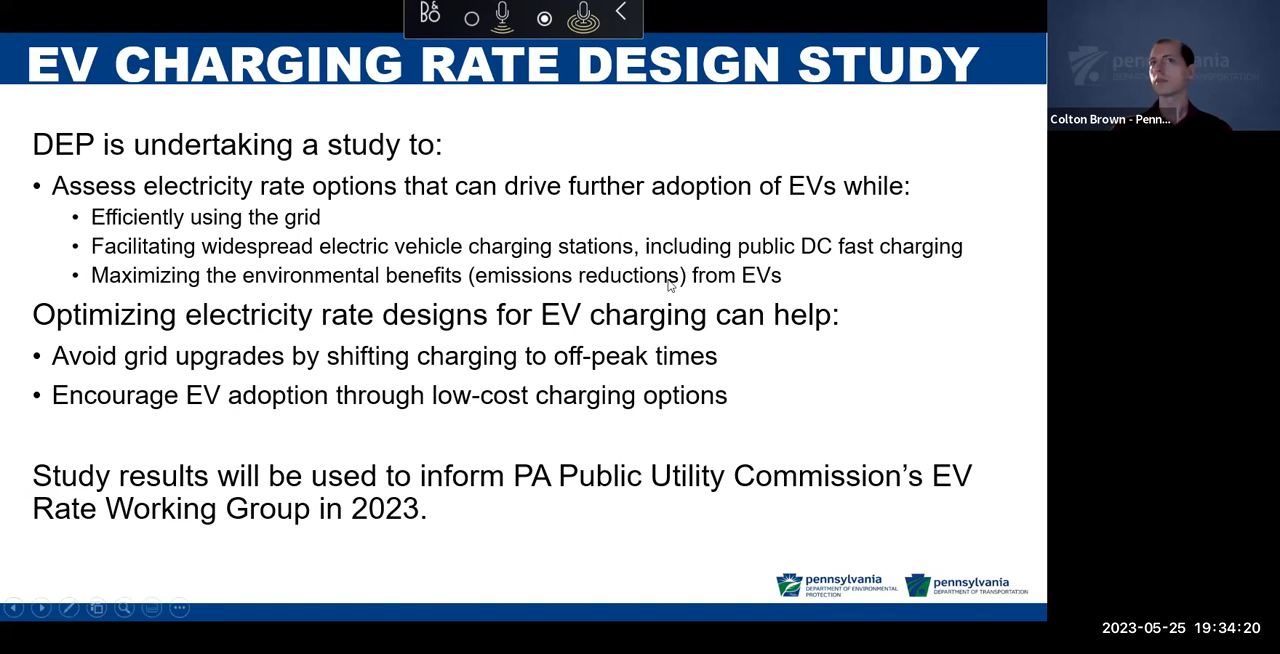 EV CHARGING RATE DESIGN STUDY
DEP is undertaking a study to:
• Assess electricity rate options that can drive further adoption of EVs while:
• Efficiently using the grid
• Facilitating widespread electric vehicle charging stations, including public DC fast charging
• Maximizing the environmental benefits (emissions reductions) from EVs
Optimizing electricity rate designs for EV charging can help:
• Avoid grid upgrades by shifting charging to off-peak times
• Encourage EV adoption through low-cost charging options
Study results will be used to inform PA Public Utility Commission’s EV
Rate Working Group in 2023.
pennsylvania
DEPARTMENT OF ENVIRONMENTAL
PROTECTION
pennsylvania
DEPARTMENT OF TRANSPORTATION
pennsylvania
DEPARTMENT OF TRANSPORTATION
Colton Brown - Penn...
2023-05-25 19:34:20